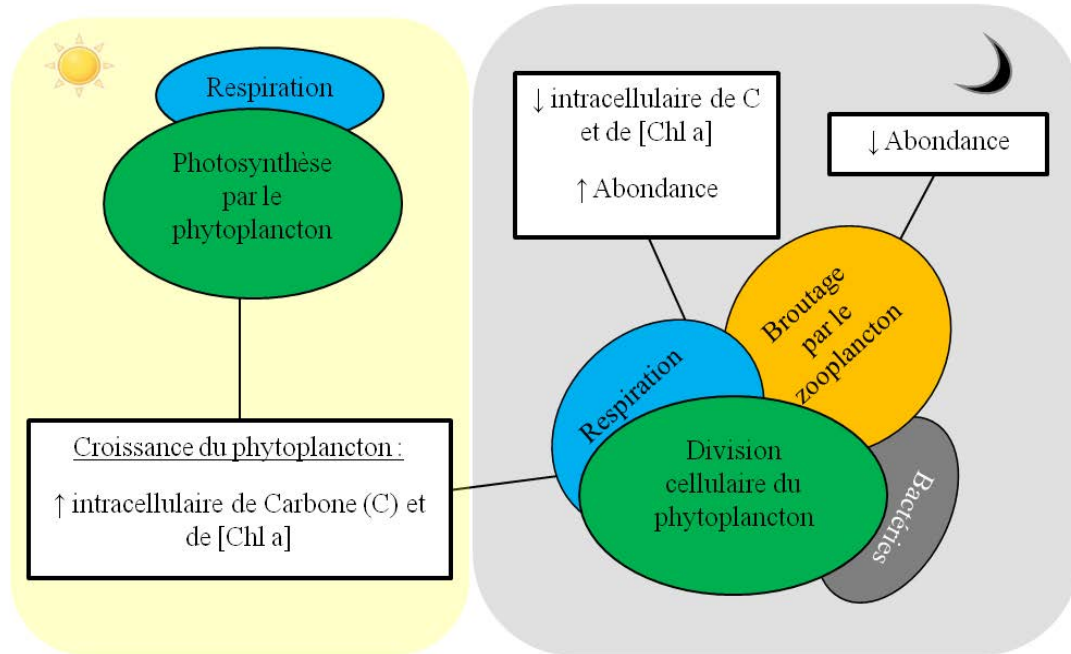 Respiration
Photosynthèse
par le
phytoplancton
Croissance du phytoplancton :
↑ intracellulaire de Carbone (C) et
de [Chl a]
↓ intracellulaire de C
et de [Chl a]
↑ Abondance
↓ Abondance
Broutage
par le
zooplancton
Respiration
Division
cellulaire du
phytoplancton
Bactéries